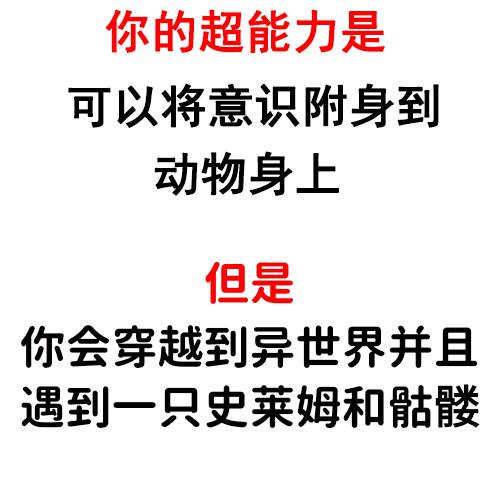 你的超能力是
可以将意识附身到
动物身上
但是
你会穿越到异世界并且
遇到一只史莱姆和骷髅